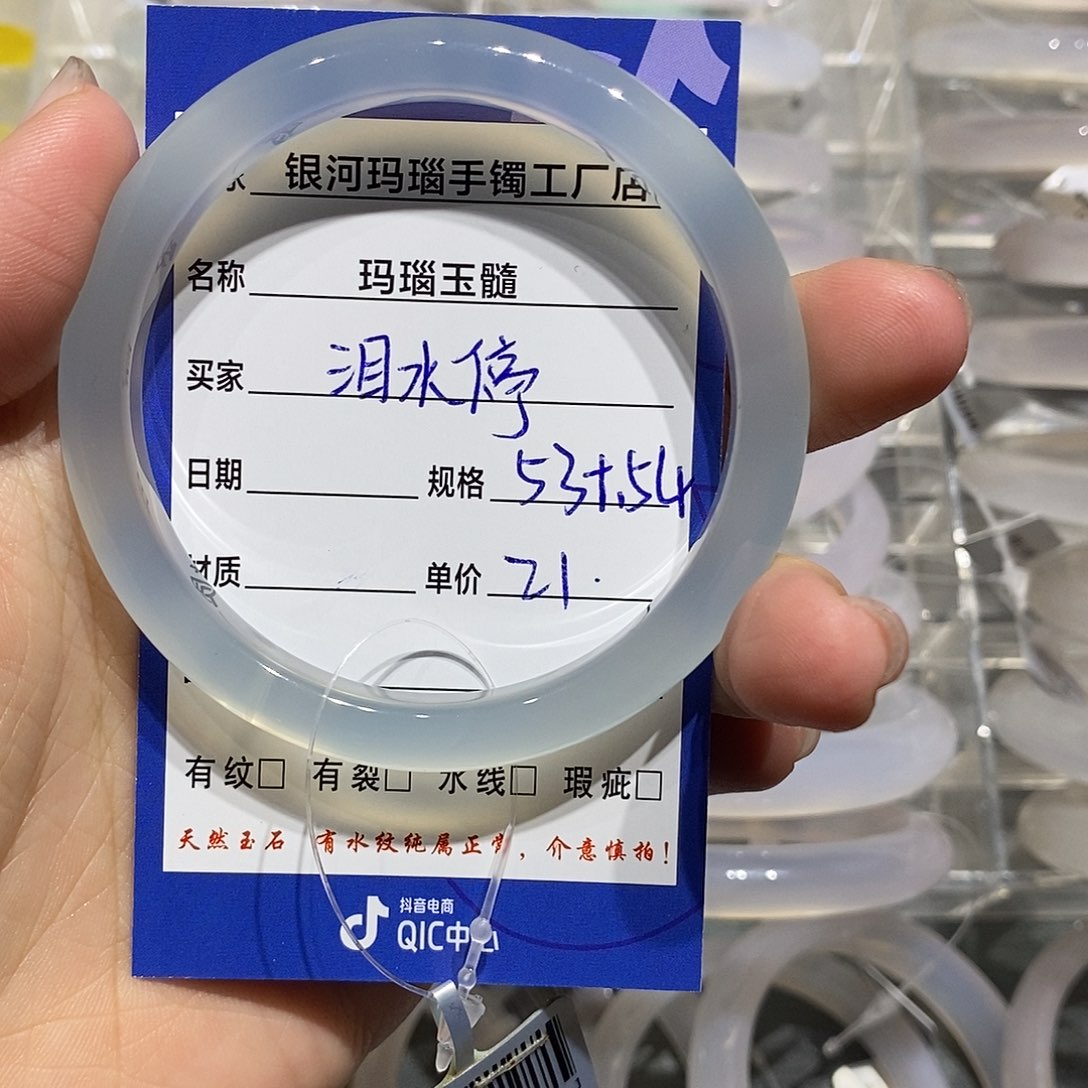 家 银河玛瑙手镯工厂店
名称 玛瑙玉髓
买家 泪水停
日期 规格 53+.54
材质 单价 21.
有纹□ 有裂□ 水线□ 瑕疵□
天然玉石 有水纹纯属正常，介意慎拍！
抖音电商
QIC中心